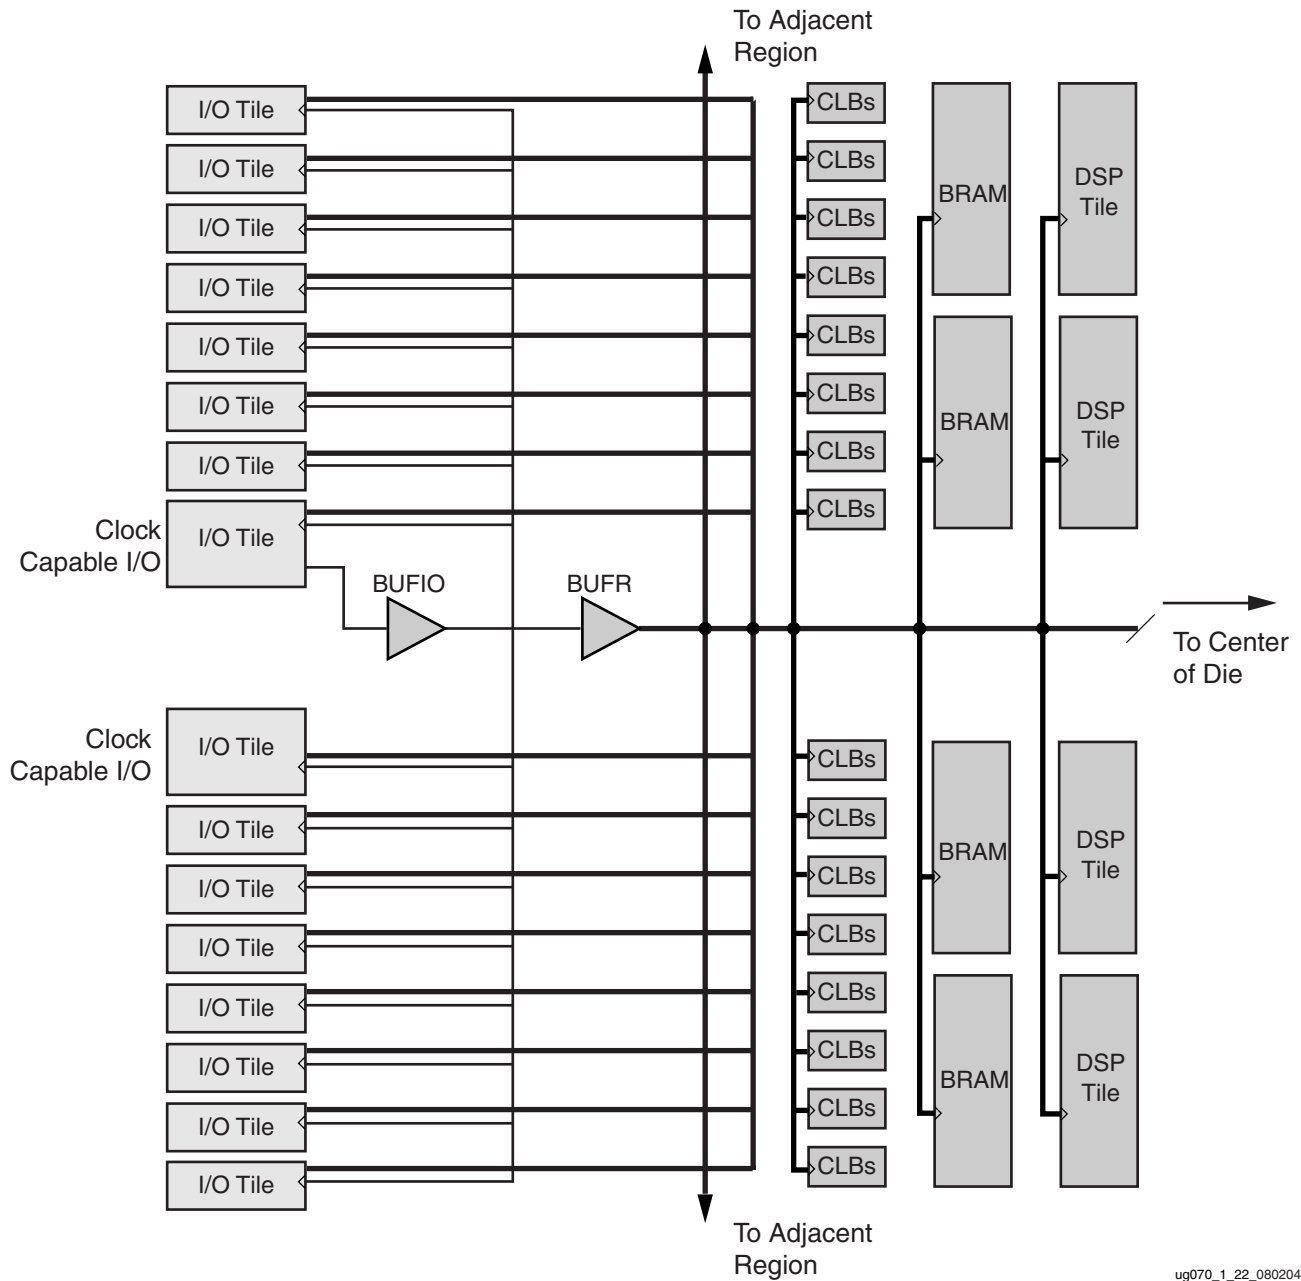 To Adjacent
Region
I/O Tile
CLBs
BRAM
DSP
Tile
I/O Tile
CLBs
I/O Tile
CLBs
I/O Tile
CLBs
I/O Tile
CLBs
BRAM
DSP
Tile
I/O Tile
CLBs
I/O Tile
CLBs
Clock
Capable I/O
I/O Tile
CLBs
BUFIO
BUFR
To Center
of Die
Clock
Capable I/O
I/O Tile
CLBs
BRAM
DSP
Tile
I/O Tile
CLBs
I/O Tile
CLBs
I/O Tile
CLBs
I/O Tile
CLBs
BRAM
DSP
Tile
I/O Tile
CLBs
I/O Tile
CLBs
I/O Tile
CLBs
To Adjacent
Region
ug070_1_22_080204